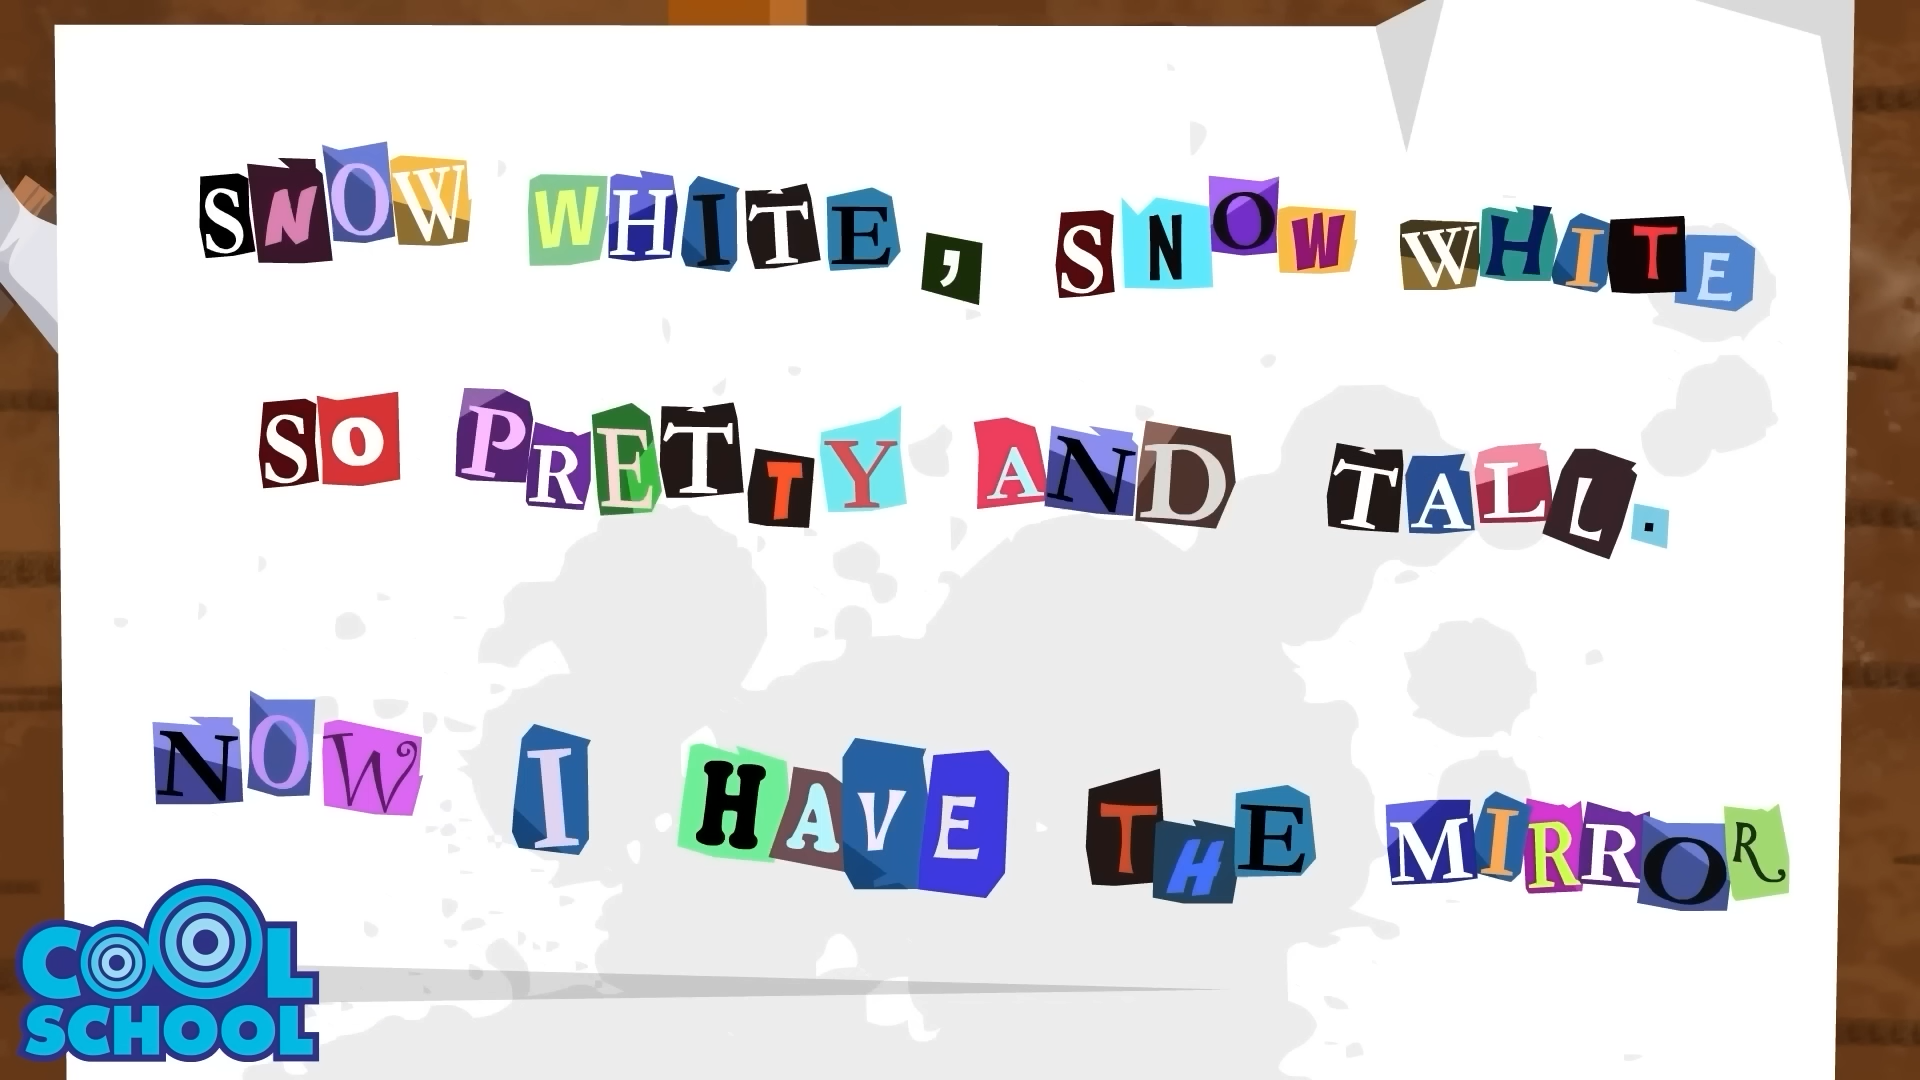 SNOW WHITE, SNOW WHITE
SO PRETTY AND TALL.
NOW I HAVE THE MIRROR
COOL
SCHOOL